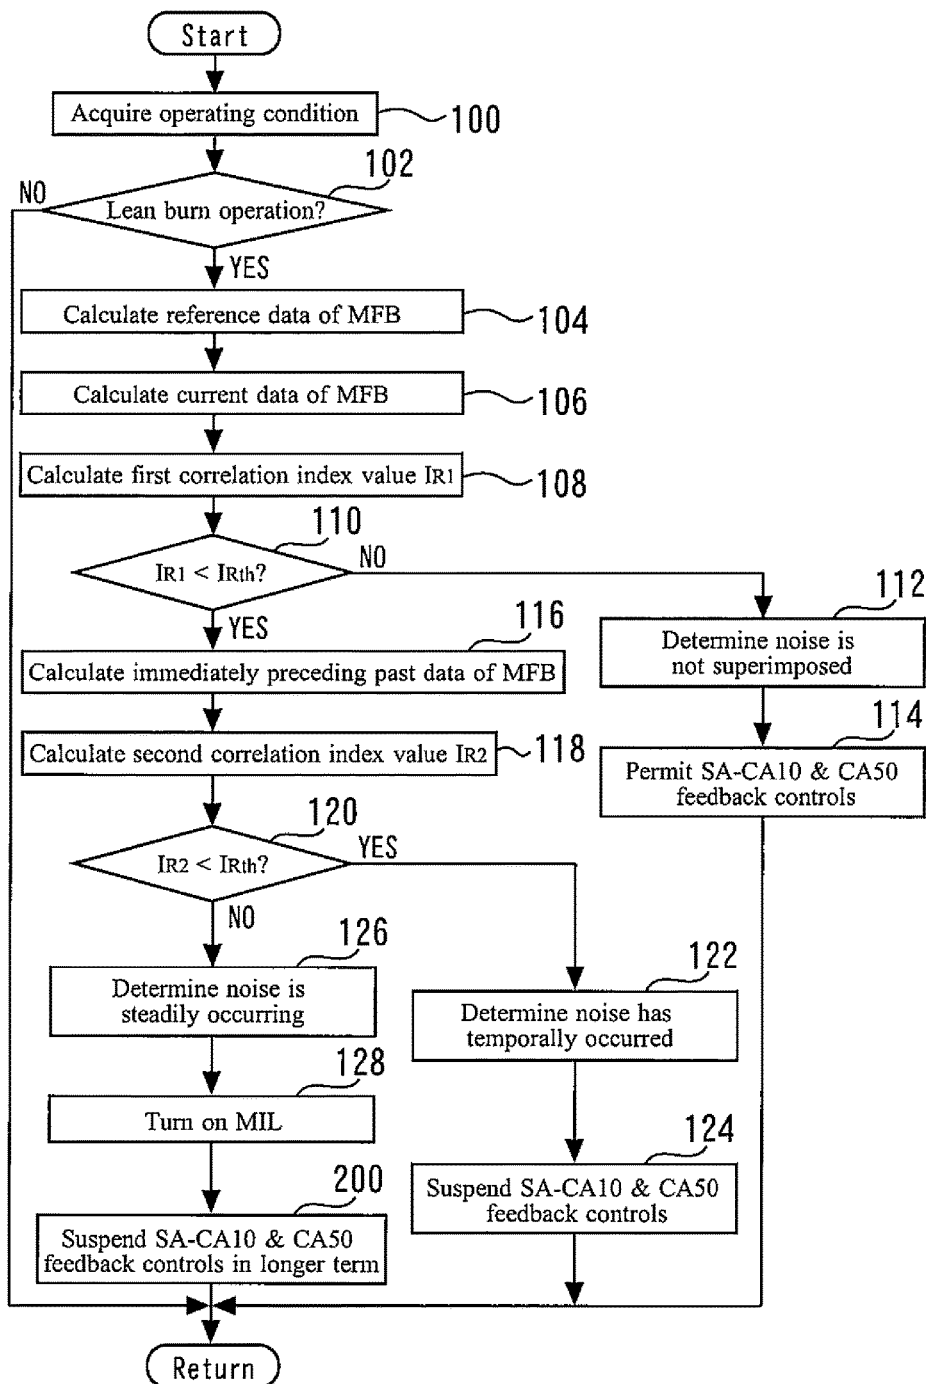 Start
Acquire operating condition
100
102
NO
Lean burn operation?
YES
Calculate reference data of MFB
104
Calculate current data of MFB
106
Calculate first correlation index value IR1
108
110
IR1 < IRth?
NO
YES
112
Determine noise is
not superimposed
116
Calculate immediately preceding past data of MFB
114
Permit SA-CA10 & CA50
feedback controls
Calculate second correlation index value IR2
118
120
IR2 < IRth?
YES
NO
126
Determine noise is
steadily occurring
122
Determine noise has
temporally occurred
128
Turn on MIL
124
Suspend SA-CA10 & CA50
feedback controls
200
Suspend SA-CA10 & CA50
feedback controls in longer term
Return